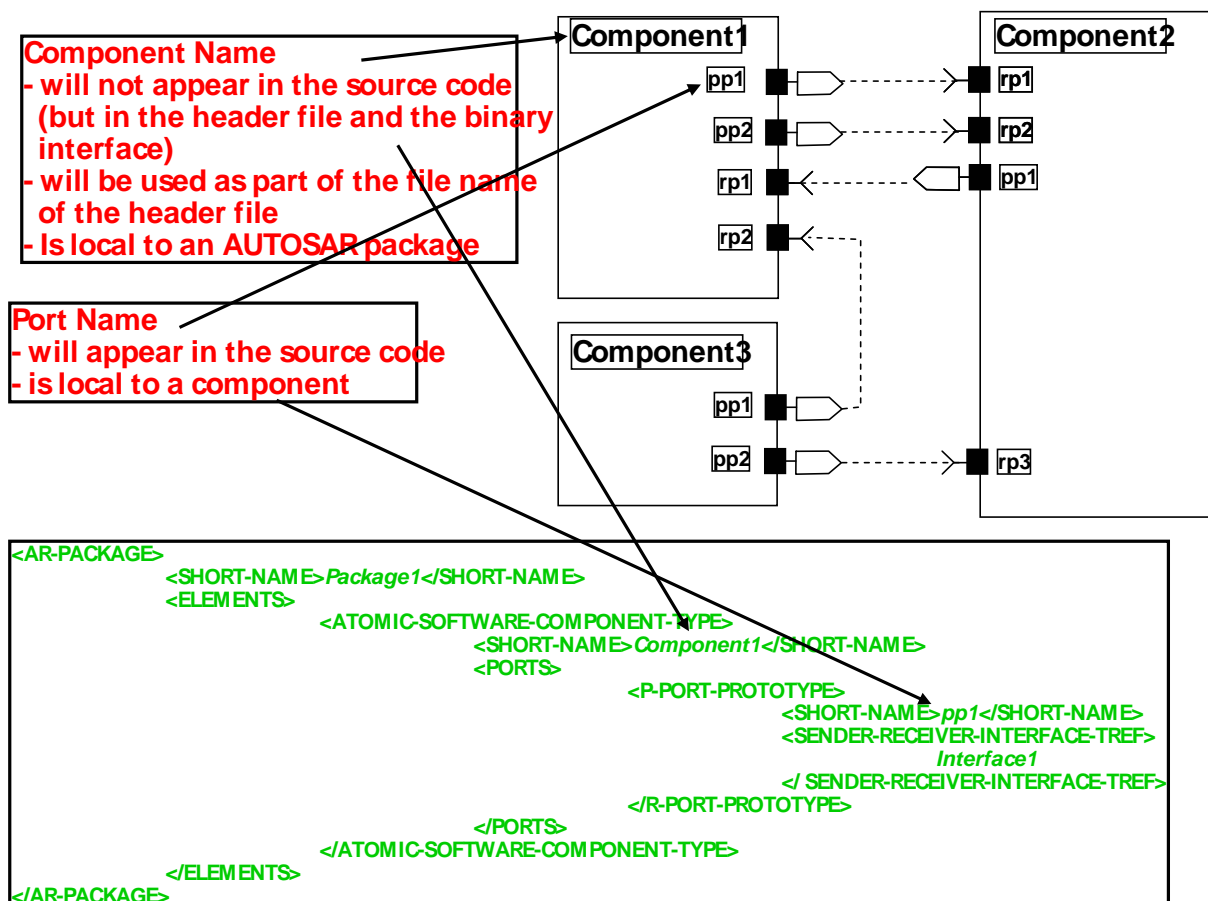 Component Name
- will not appear in the source code
(but in the header file and the binary
interface)
- will be used as part of the file name
of the header file
- Is local to an AUTOSAR package
Port Name
- will appear in the source code
- is local to a component
Component1
pp1
pp2
rp1
rp2
Component2
rp1
rp2
pp1
rp3
Component3
pp1
pp2
<AR-PACKAGE>
<SHORT-NAME>Package1</SHORT-NAME>
<ELEMENTS>
<ATOMIC-SOFTWARE-COMPONENT-TYPE>
<SHORT-NAME>Component1</SHORT-NAME>
<PORTS>
<P-PORT-PROTOTYPE>
<SHORT-NAME>pp1</SHORT-NAME>
<SENDER-RECEIVER-INTERFACE-TREF>
Interface1
</ SENDER-RECEIVER-INTERFACE-TREF>
</R-PORT-PROTOTYPE>
</PORTS>
</ATOMIC-SOFTWARE-COMPONENT-TYPE>
</ELEMENTS>
</AR-PACKAGE>